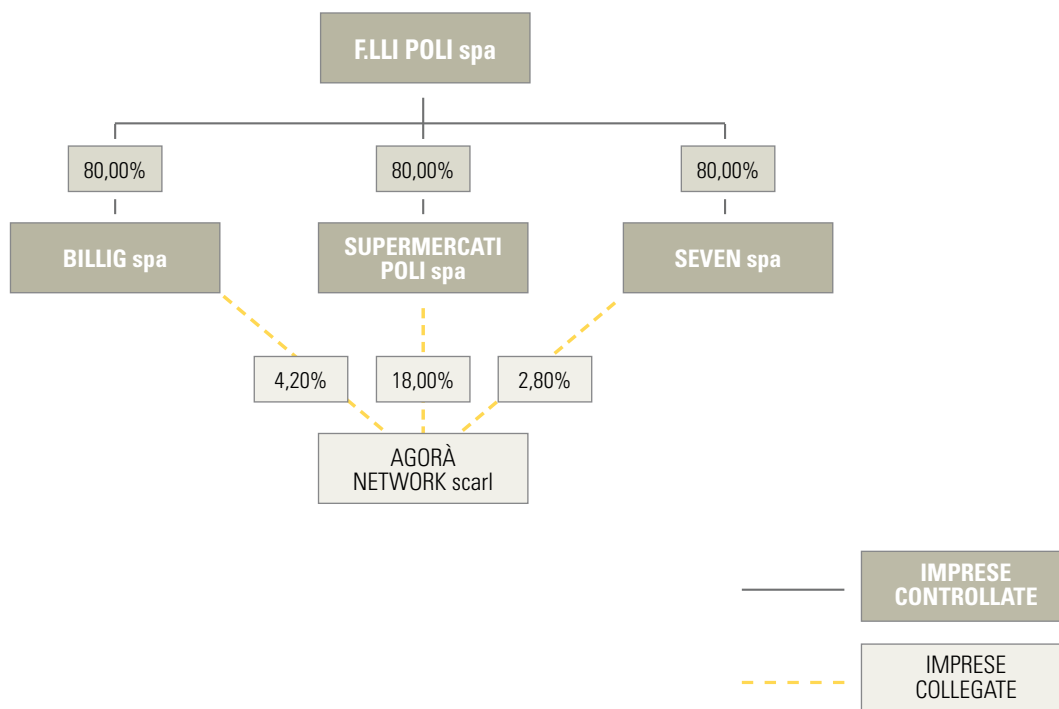 F.LLI POLI spa
80,00%
80,00%
80,00%
BILLIG spa
SUPERMERCATI
POLI spa
SEVEN spa
4,20%
18,00%
2,80%
AGORÀ
NETWORK scarl
IMPRESE
CONTROLLATE
IMPRESE
COLLEGATE